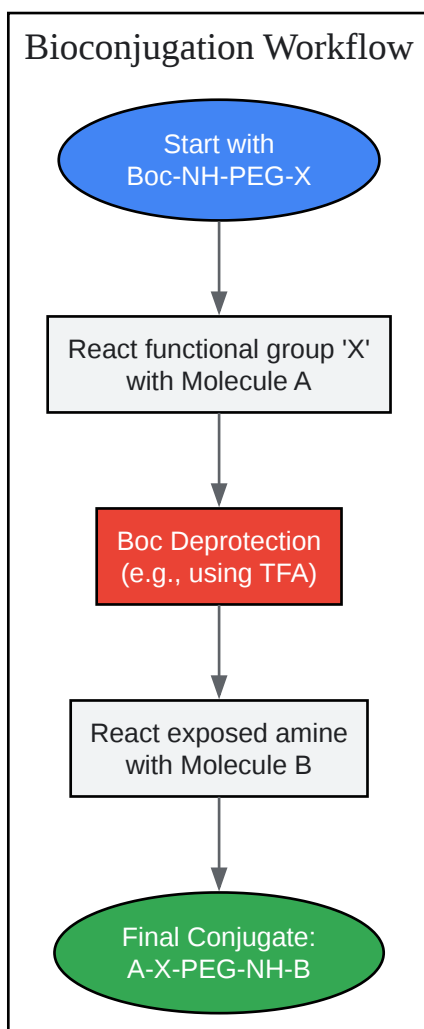 Bioconjugation Workflow
Start with
Boc-NH-PEG-X
React functional group 'X'
with Molecule A
Boc Deprotection
(e.g., using TFA)
React exposed amine
with Molecule B
Final Conjugate:
A-X-PEG-NH-B